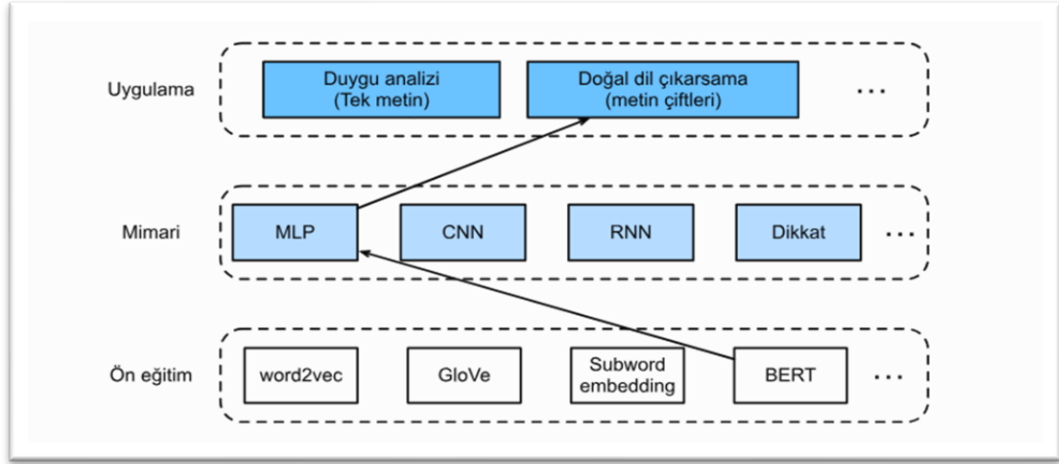 Uygulama
Duygu analizi
(Tek metin)
Doğal dil çıkarsama
(metin çiftleri)
...
Mimari
MLP
CNN
RNN
Dikkat
...
Ön eğitim
word2vec
GloVe
Subword
embedding
BERT
...